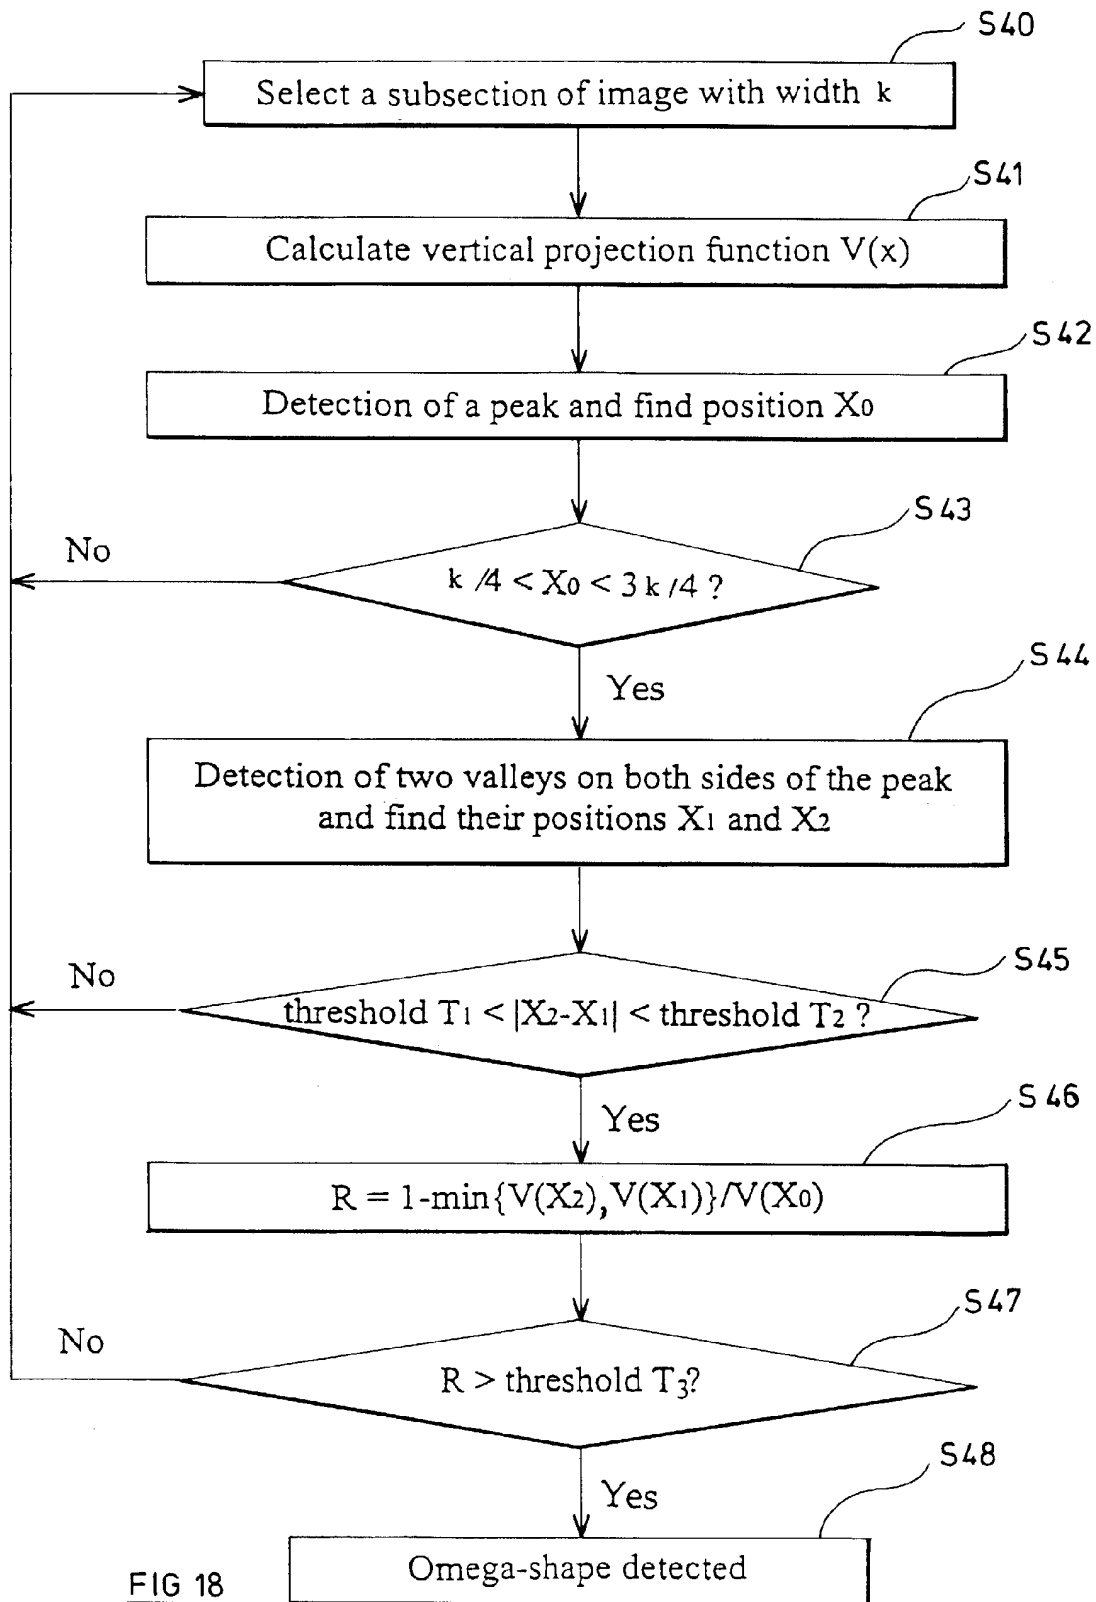 S40
Select a subsection of image with width k
S41
Calculate vertical projection function V(x)
S42
Detection of a peak and find position X0
S43
No
k /4 < X0 < 3 k /4 ?
S44
Yes
Detection of two valleys on both sides of the peak
and find their positions X1 and X2
S45
No
threshold T1 < |X2-X1| < threshold T2 ?
S46
Yes
R = 1-min{V(X2),V(X1)}/V(X0)
S47
No
R > threshold T3?
S48
Yes
Omega-shape detected
FIG 18